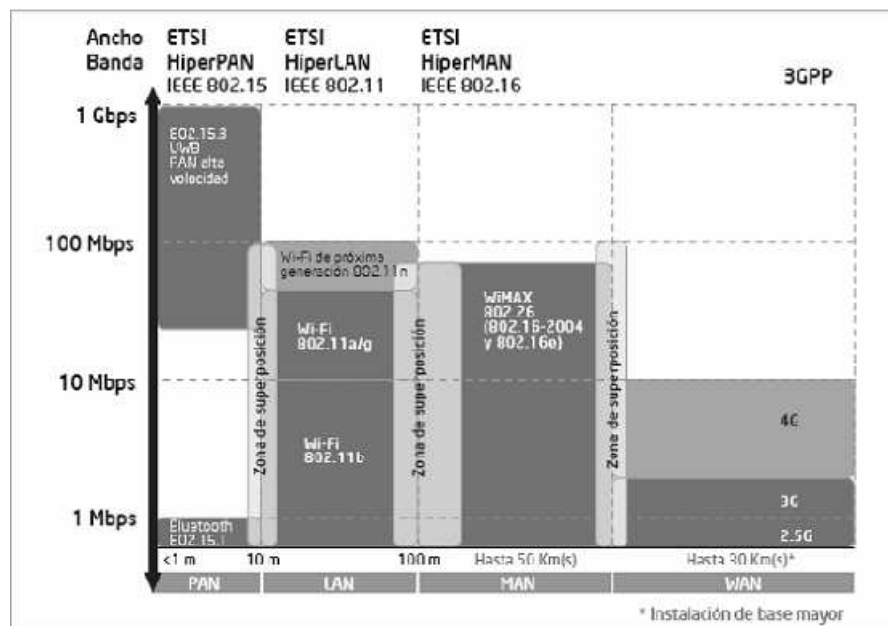 Ancho
Banda
ETSI
HiperPAN
IEEE 802.15
ETSI
HiperLAN
IEEE 802.11
ETSI
HiperMAN
IEEE 802.16
3GPP
1 Gbps
E02.15.3
UWB
PAN alta
velocidad
100 Mbps
Wi-Fi de próxima
generación 802.11n
Zona de superposición
Wi-Fi
802.11a/g
Zona de superposición
WiMAX
802.26
(802.16-2004
y 802.16e)
Zona de superposición
10 Mbps
4G
Wi-Fi
802.11b
3G
1 Mbps
Bluetooth
E02.15.1
2.5G
<1 m
10 m
100 m
Hasta 50 Km(s)
Hasta 30 Km(s)*
PAN
LAN
MAN
WAN
* Instalación de base mayor